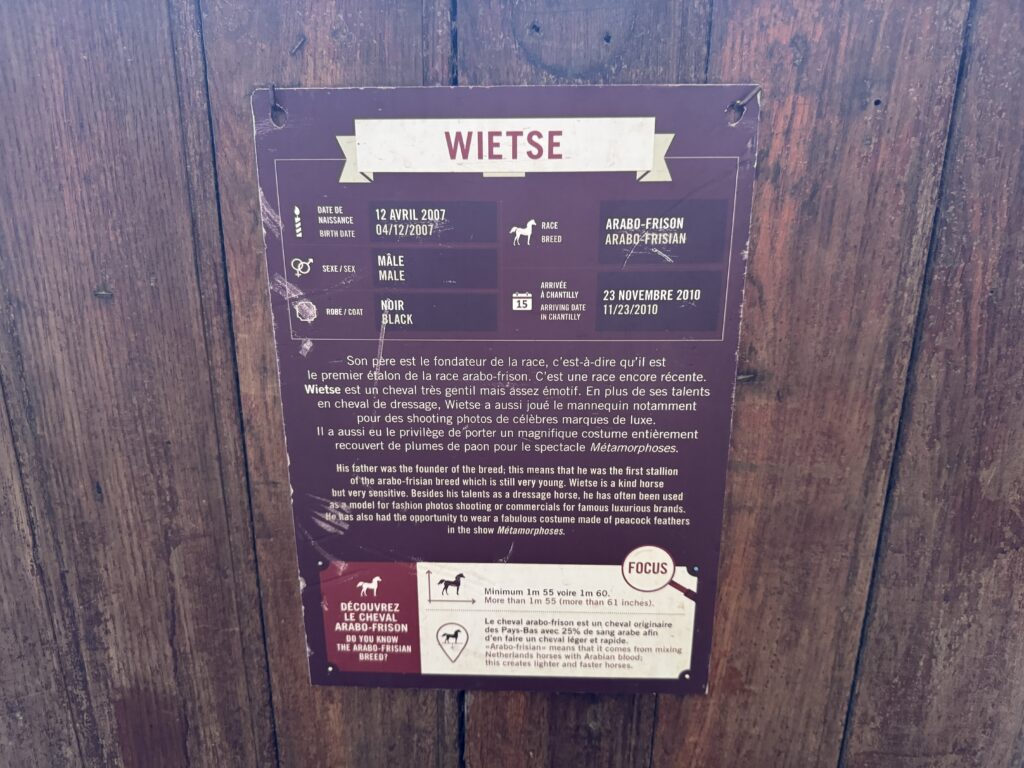 WIETSE
DATE DE
NAISSANCE
BIRTH DATE
12 AVRIL 2007
04/12/2007
RACE
BREED
ARABO-FRISON
ARABO-FRISIAN
SEXE / SEX
MÂLE
MALE
ROBE / COAT
NOIR
BLACK
15
ARRIVÉE
À CHANTILLY
ARRIVING DATE
IN CHANTILLY
23 NOVEMBRE 2010
11/23/2010
Son père est le fondateur de la race, c'est-à-dire qu'il est
le premier étalon de la race arabo-frison. C'est une race encore récente.
Wietse est un cheval très gentil mais assez émotif. En plus de ses talents
en cheval de dressage, Wietse a aussi joué le mannequin notamment
pour des shooting photos de célèbres marques de luxe.
Il a aussi eu le privilège de porter un magnifique costume entièrement
recouvert de plumes de paon pour le spectacle Métamorphoses.
His father was the founder of the breed; this means that he was the first stallion
of the arabo-frisian breed which is still very young. Wietse is a kind horse
but very sensitive. Besides his talents as a dressage horse, he has often been used
as a model for fashion photos shooting or commercials for famous luxurious brands.
He has also had the opportunity to wear a fabulous costume made of peacock feathers
in the show Métamorphoses.
FOCUS
DÉCOUVREZ
LE CHEVAL
ARABO-FRISON
DO YOU KNOW
THE ARABO-FRISIAN
BREED?
Minimum 1m 55 voire 1m 60.
More than 1m 55 (more than 61 inches).
Le cheval arabo-frison est un cheval originaire
des Pays-Bas avec 25% de sang arabe afin
d'en faire un cheval léger et rapide.
«Arabo-frisian» means that it comes from mixing
Netherlands horses with Arabian blood;
this creates lighter and faster horses.